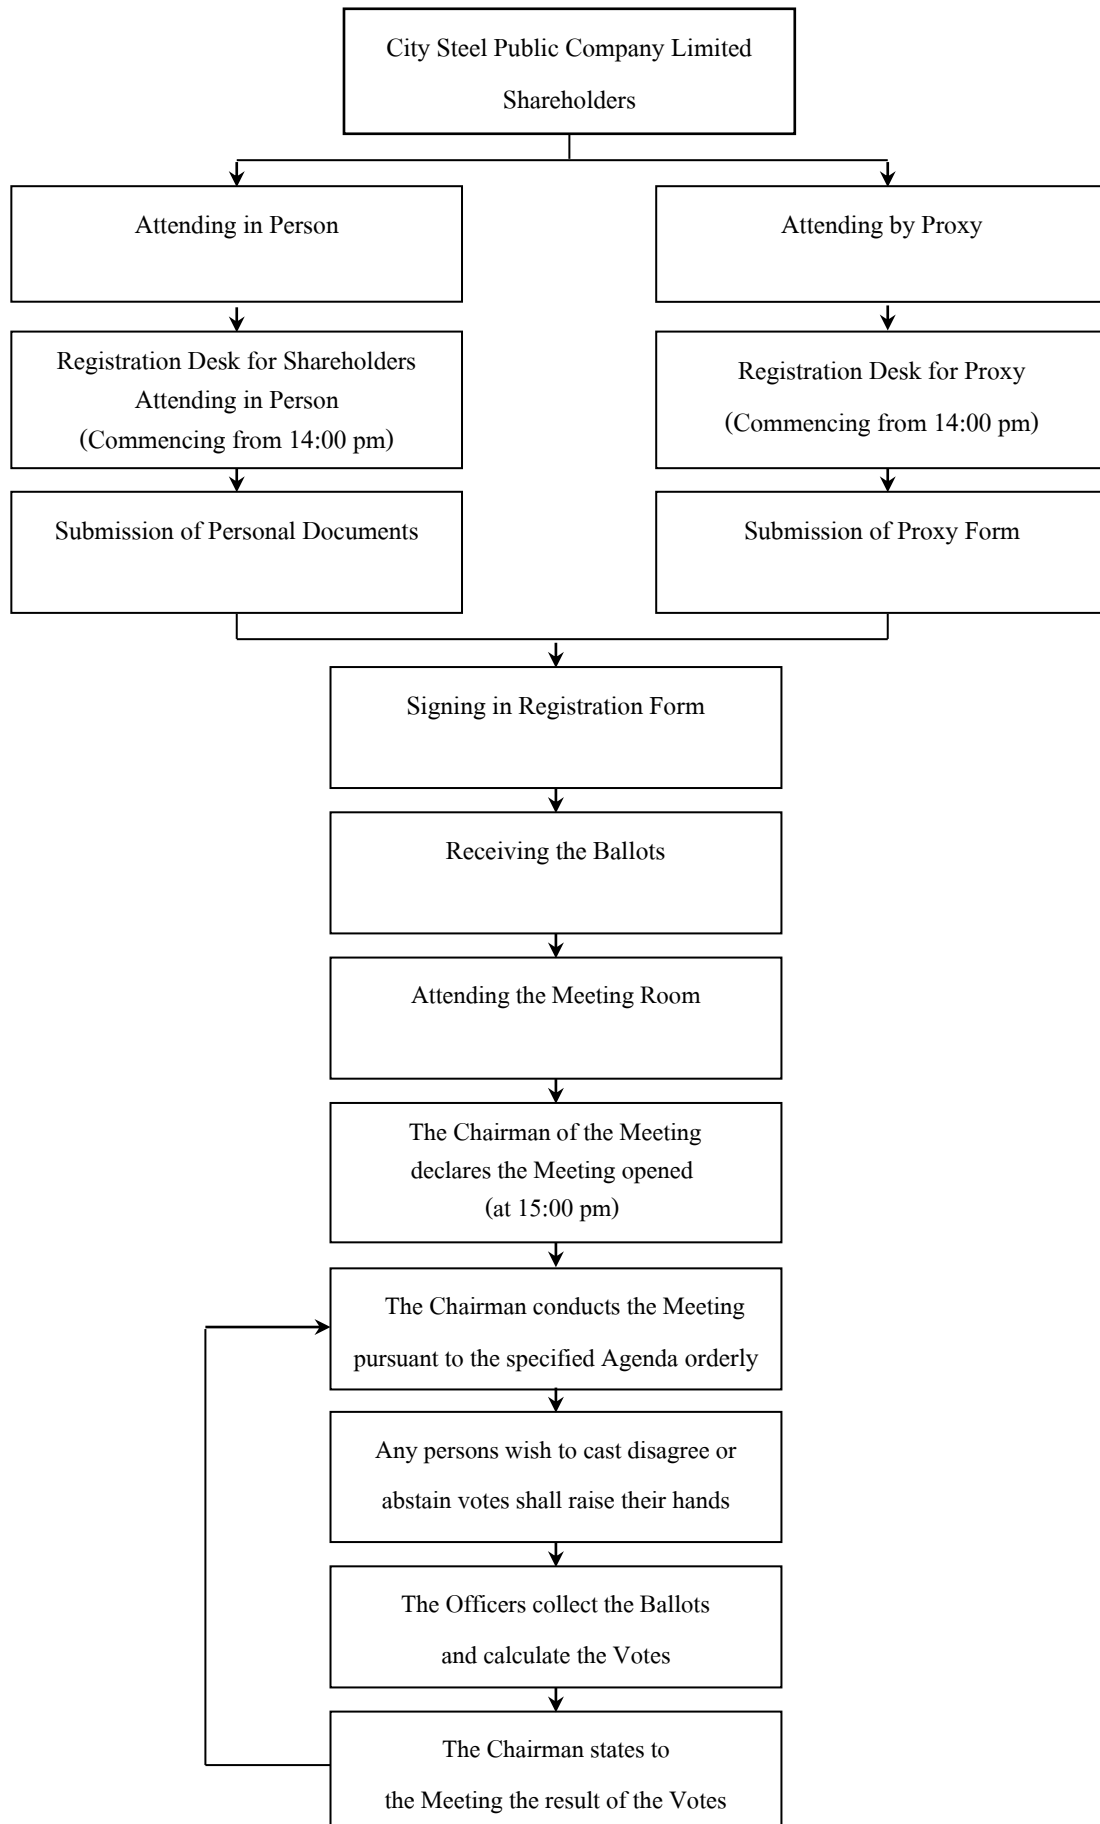 City Steel Public Company Limited
Shareholders
Attending in Person
Attending by Proxy
Registration Desk for Shareholders
Attending in Person
(Commencing from 14:00 pm)
Registration Desk for Proxy
(Commencing from 14:00 pm)
Submission of Personal Documents
Submission of Proxy Form
Signing in Registration Form
Receiving the Ballots
Attending the Meeting Room
The Chairman of the Meeting
declares the Meeting opened
(at 15:00 pm)
The Chairman conducts the Meeting
pursuant to the specified Agenda orderly
Any persons wish to cast disagree or
abstain votes shall raise their hands
The Officers collect the Ballots
and calculate the Votes
The Chairman states to
the Meeting the result of the Votes